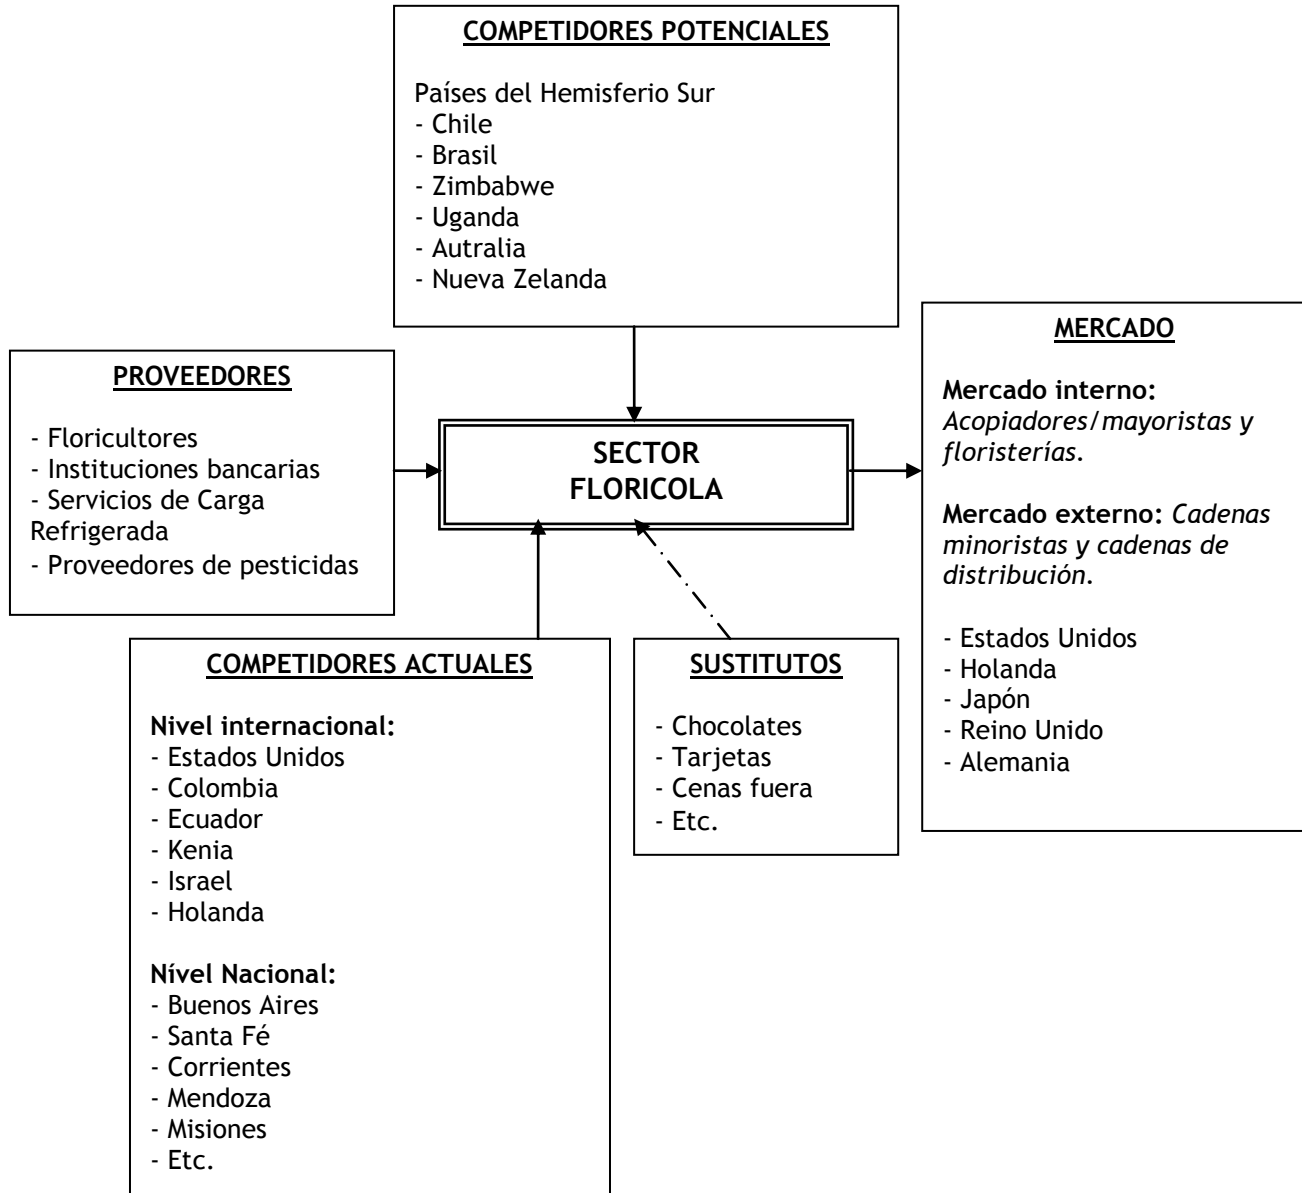 COMPETIDORES POTENCIALES
Países del Hemisferio Sur
- Chile
- Brasil
- Zimbabwe
- Uganda
- Autralia
- Nueva Zelanda
PROVEEDORES
- Floricultores
- Instituciones bancarias
- Servicios de Carga
Refrigerada
- Proveedores de pesticidas
SECTOR
FLORICOLA
MERCADO
Mercado interno:
Acopiadores/mayoristas y
floristerías.
Mercado externo: Cadenas
minoristas y cadenas de
distribución.
- Estados Unidos
- Holanda
- Japón
- Reino Unido
- Alemania
COMPETIDORES ACTUALES
Nivel internacional:
- Estados Unidos
- Colombia
- Ecuador
- Kenia
- Israel
- Holanda
Nível Nacional:
- Buenos Aires
- Santa Fé
- Corrientes
- Mendoza
- Misiones
- Etc.
SUSTITUTOS
- Chocolates
- Tarjetas
- Cenas fuera
- Etc.